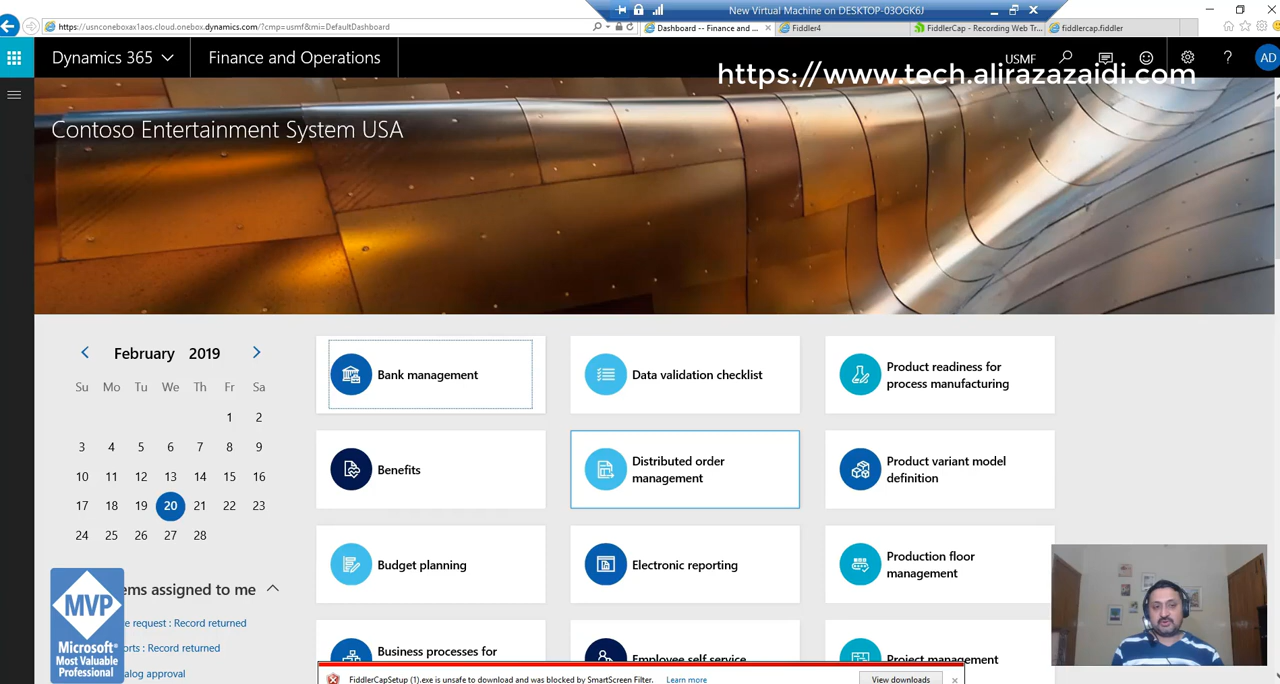 New Virtual Machine on DESKTOP-03OGK6J
https://usnconeboxax1aos.cloud.onebox.dynamics.com/?cmp=usmf&mi=DefaultDashboard
Dashboard -- Finance and ...
Fiddler4
FiddlerCap - Recording Web Tr...
fiddlercap.fiddler
Dynamics 365
Finance and Operations
USMF
?
AD
https://www.tech.alirazazaidi.com
Contoso Entertainment System USA
February 2019
Su Mo Tu We Th Fr Sa
1 2
3 4 5 6 7 8 9
10 11 12 13 14 15 16
17 18 19 20 21 22 23
24 25 26 27 28
Bank management
Data validation checklist
Product readiness for
process manufacturing
Benefits
Distributed order
management
Product variant model
definition
Budget planning
Electronic reporting
Production floor
management
Business processes for
Employee self service
Project management
ems assigned to me
e request : Record returned
orts : Record returned
alog approval
MVP
Microsoft®
Most Valuable
Professional
FiddlerCapSetup (1).exe is unsafe to download and was blocked by SmartScreen Filter.
Learn more
View downloads